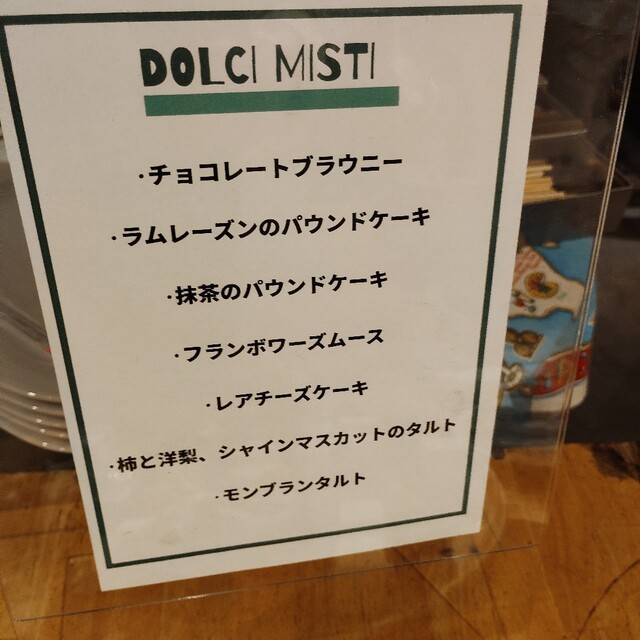 DOLCI MISTI
・チョコレートブラウニー
・ラムレーズンのパウンドケーキ
・抹茶のパウンドケーキ
・フランボワーズムース
・レアチーズケーキ
・柿と洋梨、シャインマスカットのタルト
・モンブランタルト